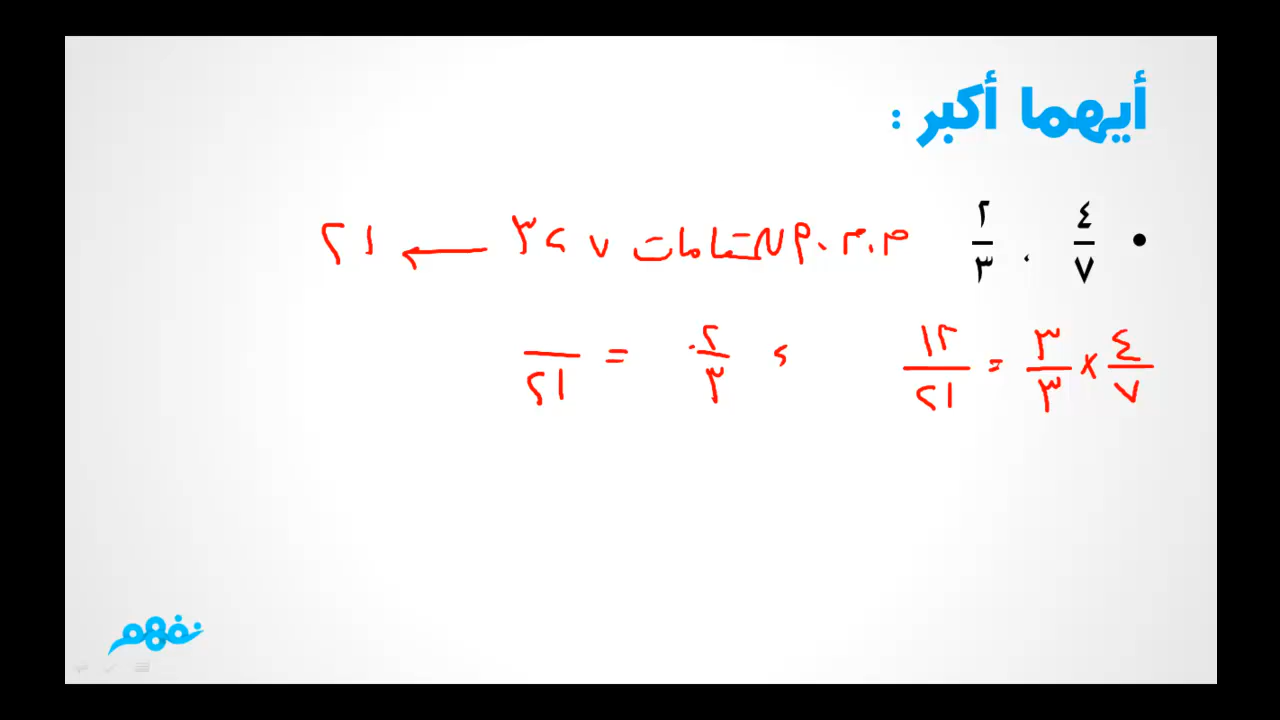 أيهما أكبر :
• ٤/٧ ، ٢/٣
م.م.م للمقامات ٧ و ٣ ← ٢١
٤/٧ × ٣/٣ = ١٢/٢١ و ٢/٣ = /٢١
نفهم